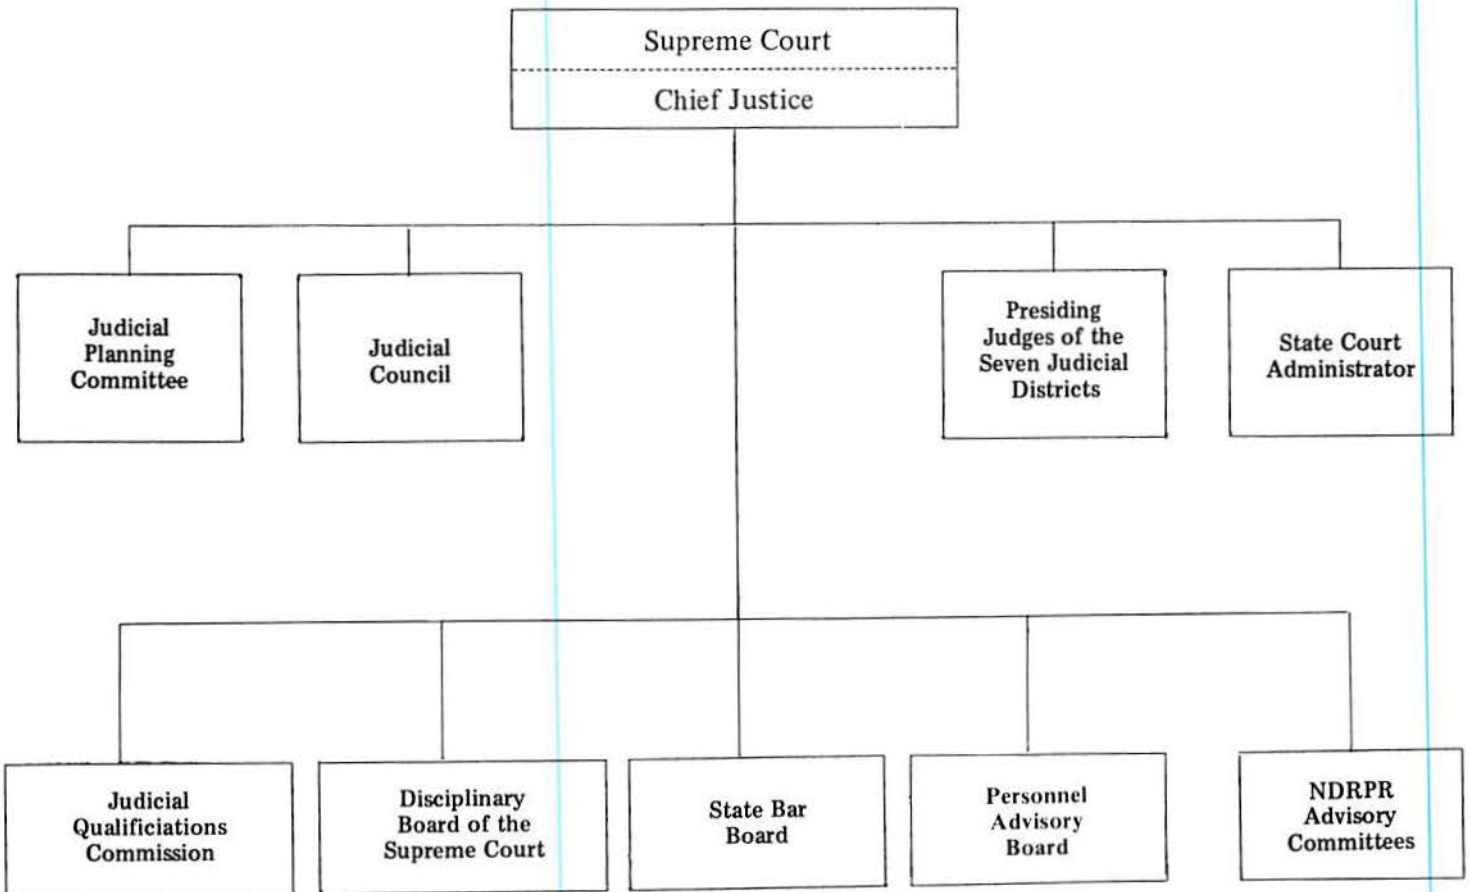 Supreme Court
Chief Justice
Judicial
Planning
Committee
Judicial
Council
Presiding
Judges of the
Seven Judicial
Districts
State Court
Administrator
Judicial
Qualificiations
Commission
Disciplinary
Board of the
Supreme Court
State Bar
Board
Personnel
Advisory
Board
NDRPR
Advisory
Committees